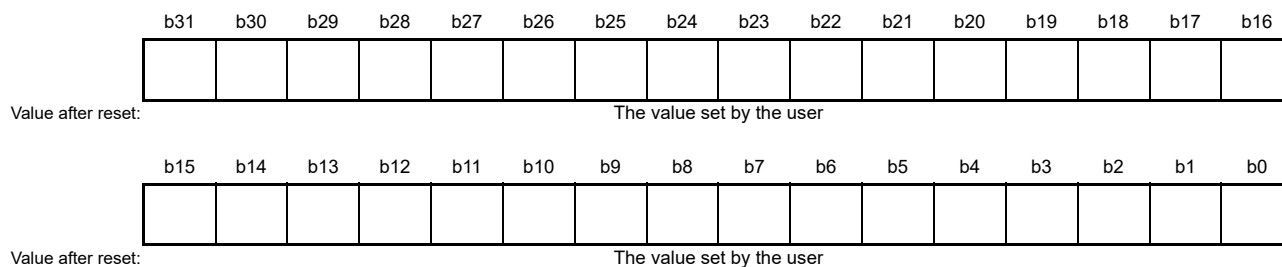 b31 b30 b29 b28 b27 b26 b25 b24 b23 b22 b21 b20 b19 b18 b17 b16
Value after reset: The value set by the user
b15 b14 b13 b12 b11 b10 b9 b8 b7 b6 b5 b4 b3 b2 b1 b0
Value after reset: The value set by the user